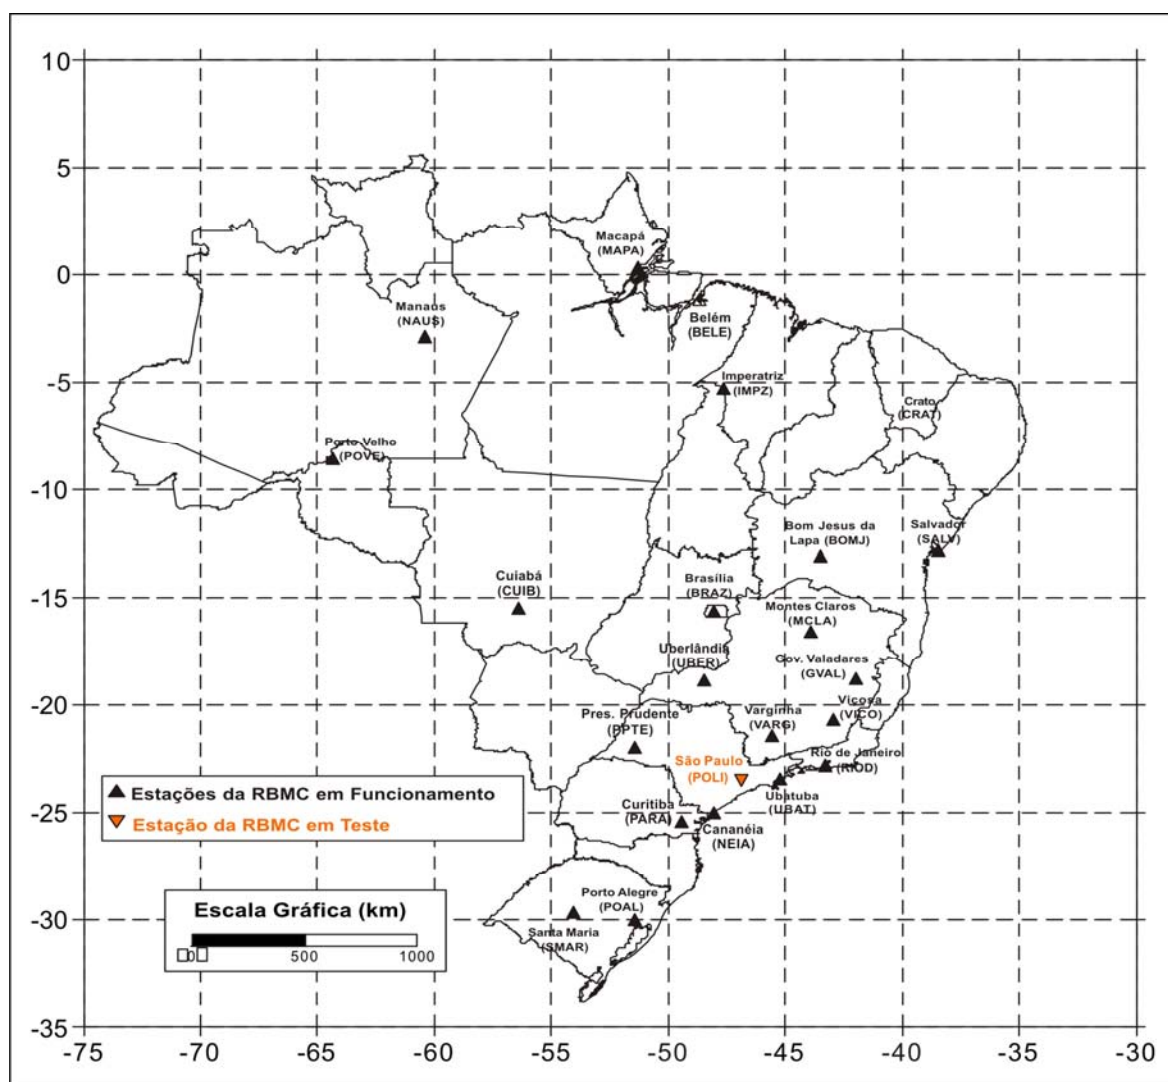 10
5
0
-5
-10
-15
-20
-25
-30
-35
-75
-70
-65
-60
-55
-50
-45
-40
-35
-30
Macapá
(MAPA)
Manaus
(NAUS)
Belém
(BELE)
Imperatriz
(IMPZ)
Crato
(CRAT)
Porto Velho
(POVE)
Bom Jesus da
Lapa (BOMJ)
Salvador
(SALV)
Cuiabá
(CUIB)
Brasília
(BRAZ)
Montes Claros
(MCLA)
Uberlândia
(UBER)
Gov. Valadares
(GVAL)
Viçosa
(VICO)
Pres. Prudente
(PPTE)
Varginha
(VARG)
São Paulo
(POLI)
Rio de Janeiro
(RIOD)
Ubatuba
(UBAT)
Curitiba
(PARA)
Cananéia
(NEIA)
Porto Alegre
(POAL)
Santa Maria
(SMAR)
Estações da RBMC em Funcionamento
Estação da RBMC em Teste
Escala Gráfica (km)
0 500 1000